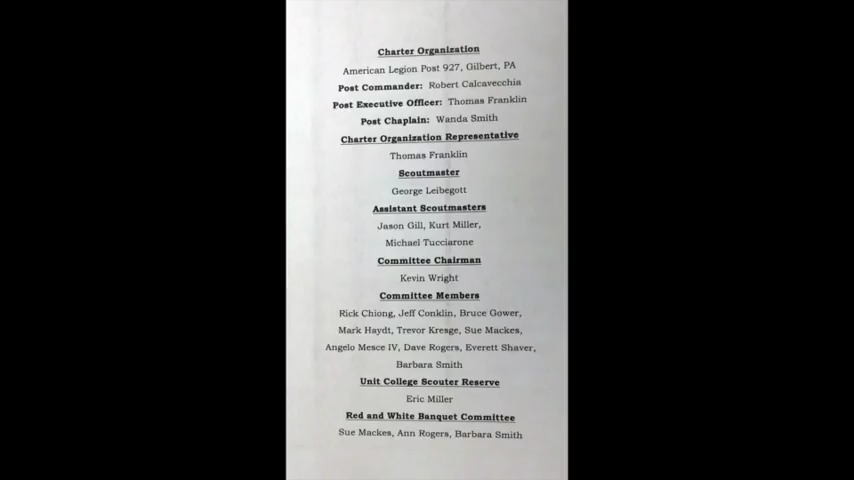 Charter Organization
American Legion Post 927, Gilbert, PA
Post Commander: Robert Calcavecchia
Post Executive Officer: Thomas Franklin
Post Chaplain: Wanda Smith
Charter Organization Representative
Thomas Franklin
Scoutmaster
George Leibegott
Assistant Scoutmasters
Jason Gill, Kurt Miller,
Michael Tucciarone
Committee Chairman
Kevin Wright
Committee Members
Rick Chiong, Jeff Conklin, Bruce Gower,
Mark Haydt, Trevor Kresge, Sue Mackes,
Angelo Mesce IV, Dave Rogers, Everett Shaver,
Barbara Smith
Unit College Scouter Reserve
Eric Miller
Red and White Banquet Committee
Sue Mackes, Ann Rogers, Barbara Smith